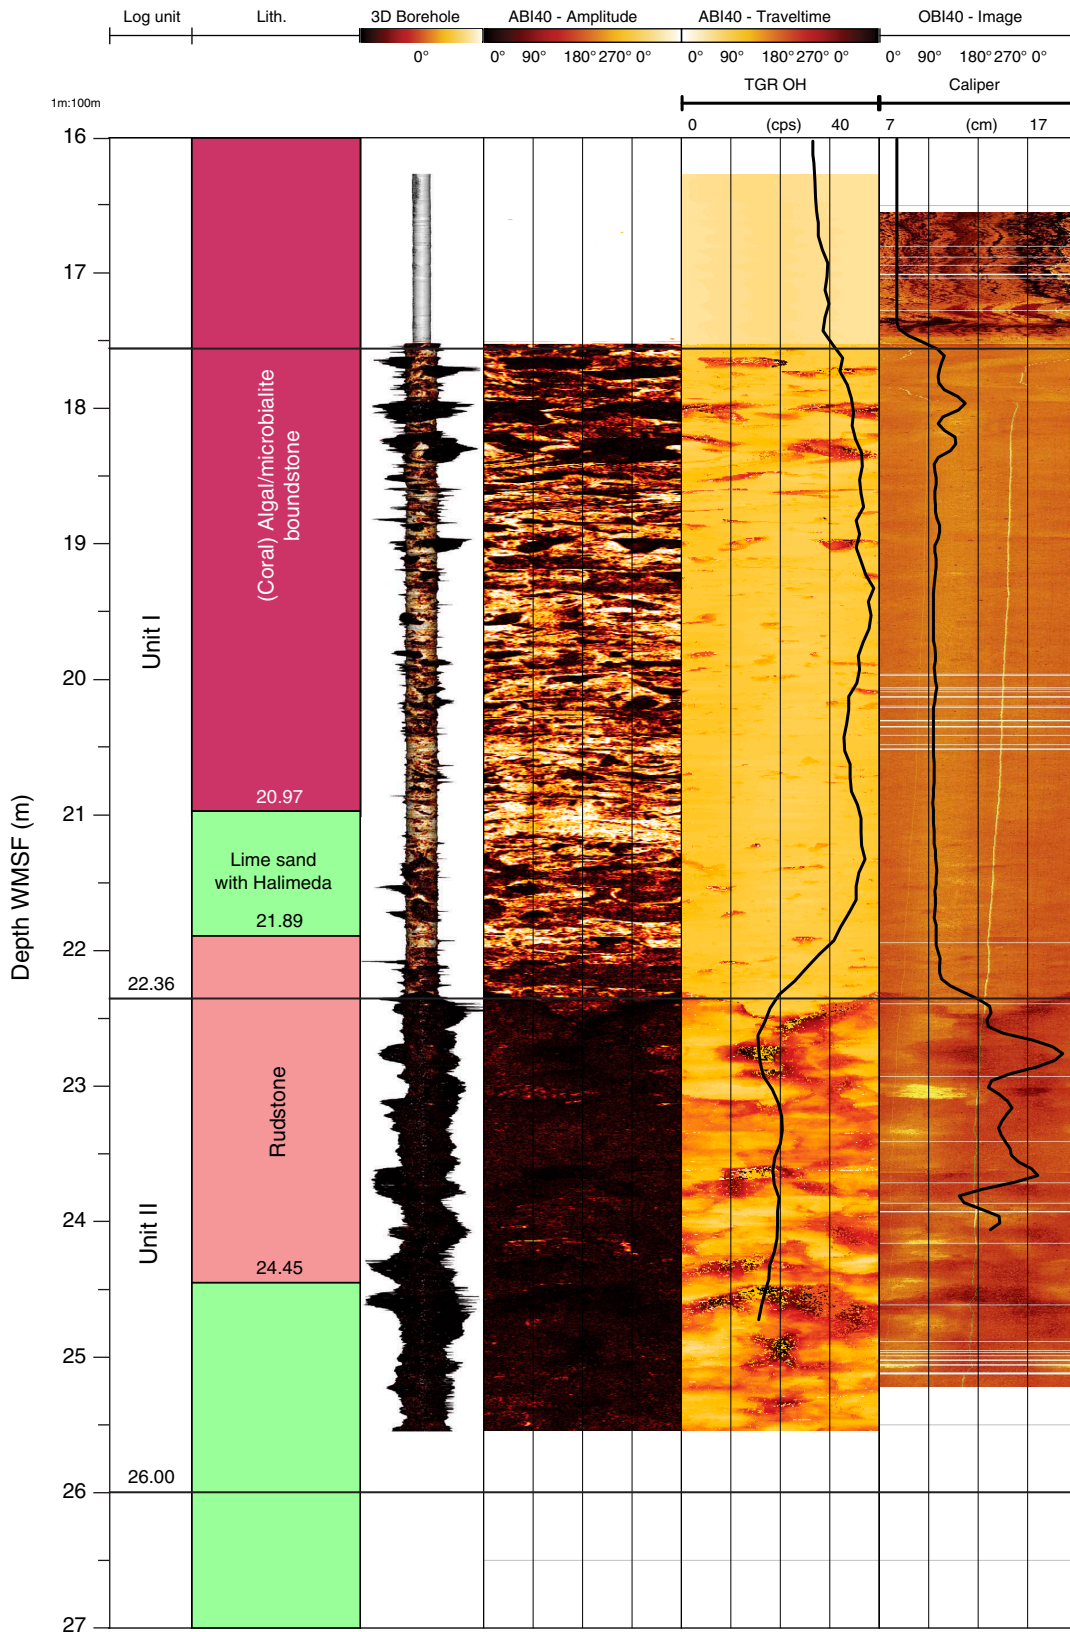 Log unit Lith. 3D Borehole ABI40 - Amplitude ABI40 - Traveltime OBI40 - Image
0° 0° 90° 180° 270° 0° 0° 90° 180° 270° 0° 0° 90° 180° 270° 0°
TGR OH Caliper
1m:100m
0 (cps) 40 7 (cm) 17
16
17
18
19
20
21
22
23
24
25
26
27
Depth WMSF (m)
Unit I
22.36
Unit II
26.00
(Coral) Algal/microbialite
boundstone
20.97
Lime sand
with Halimeda
21.89
Rudstone
24.45